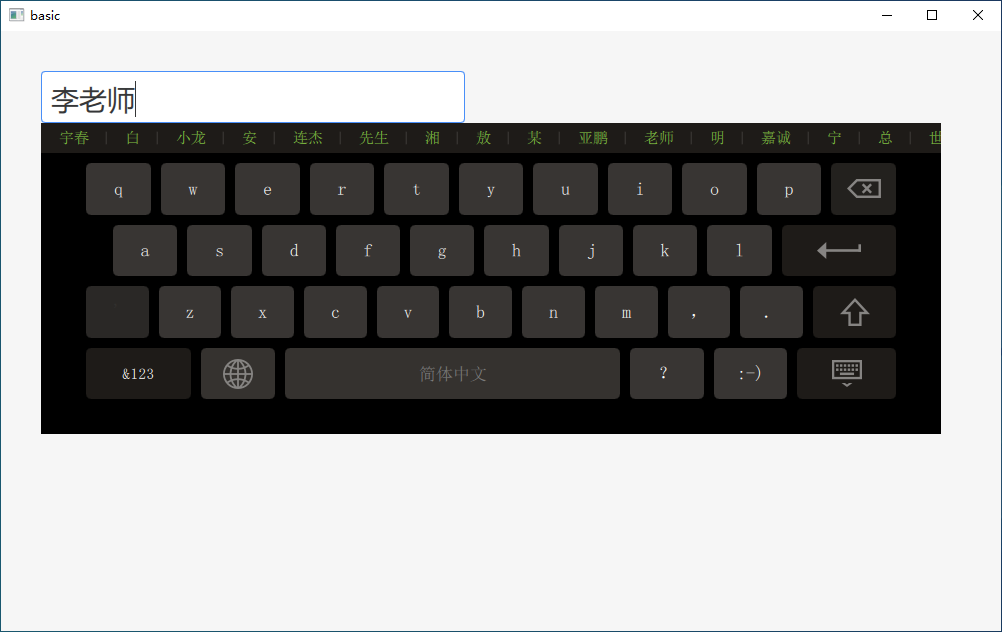 basic
李老师
宇春 | 白 | 小龙 | 安 | 连杰 | 先生 | 湘 | 敖 | 某 | 亚鹏 | 老师 | 明 | 嘉诚 | 宁 | 总 | 世
q w e r t y u i o p
a s d f g h j k l
z x c v b n m , .
&123 简体中文 ? :-)